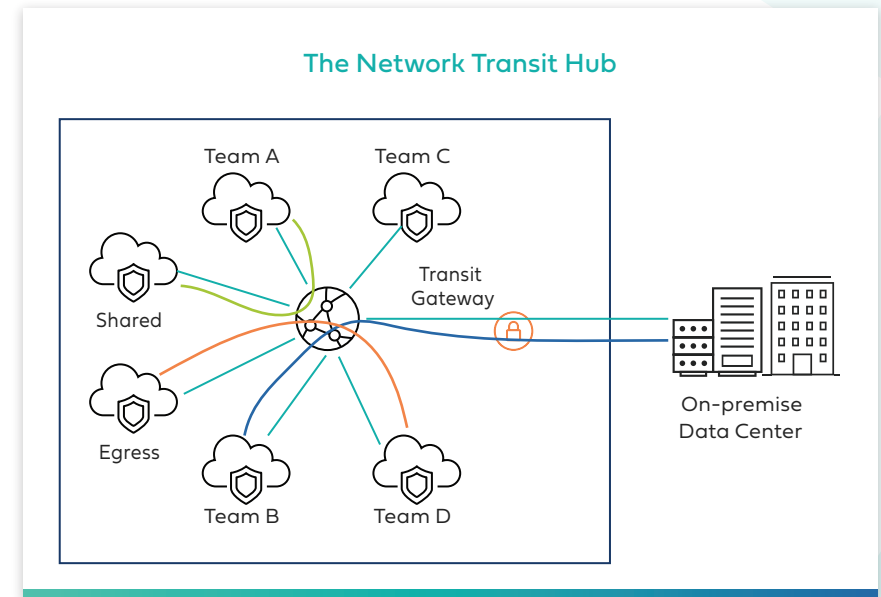 The Network Transit Hub
Team A
Team C
Transit
Gateway
Shared
Egress
Team B
Team D
On-premise
Data Center